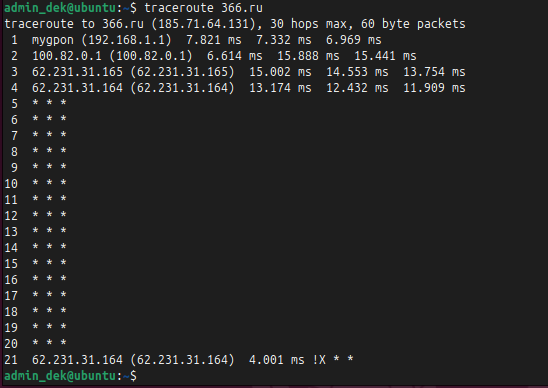 admin_dek@ubuntu:~$ traceroute 366.ru
traceroute to 366.ru (185.71.64.131), 30 hops max, 60 byte packets
 1  mygpon (192.168.1.1)  7.821 ms  7.332 ms  6.969 ms
 2  100.82.0.1 (100.82.0.1)  6.614 ms  15.888 ms  15.441 ms
 3  62.231.31.165 (62.231.31.165)  15.002 ms  14.553 ms  13.754 ms
 4  62.231.31.164 (62.231.31.164)  13.174 ms  12.432 ms  11.909 ms
 5  * * *
 6  * * *
 7  * * *
 8  * * *
 9  * * *
10  * * *
11  * * *
12  * * *
13  * * *
14  * * *
15  * * *
16  * * *
17  * * *
18  * * *
19  * * *
20  * * *
21  62.231.31.164 (62.231.31.164)  4.001 ms !X * *
admin_dek@ubuntu:~$